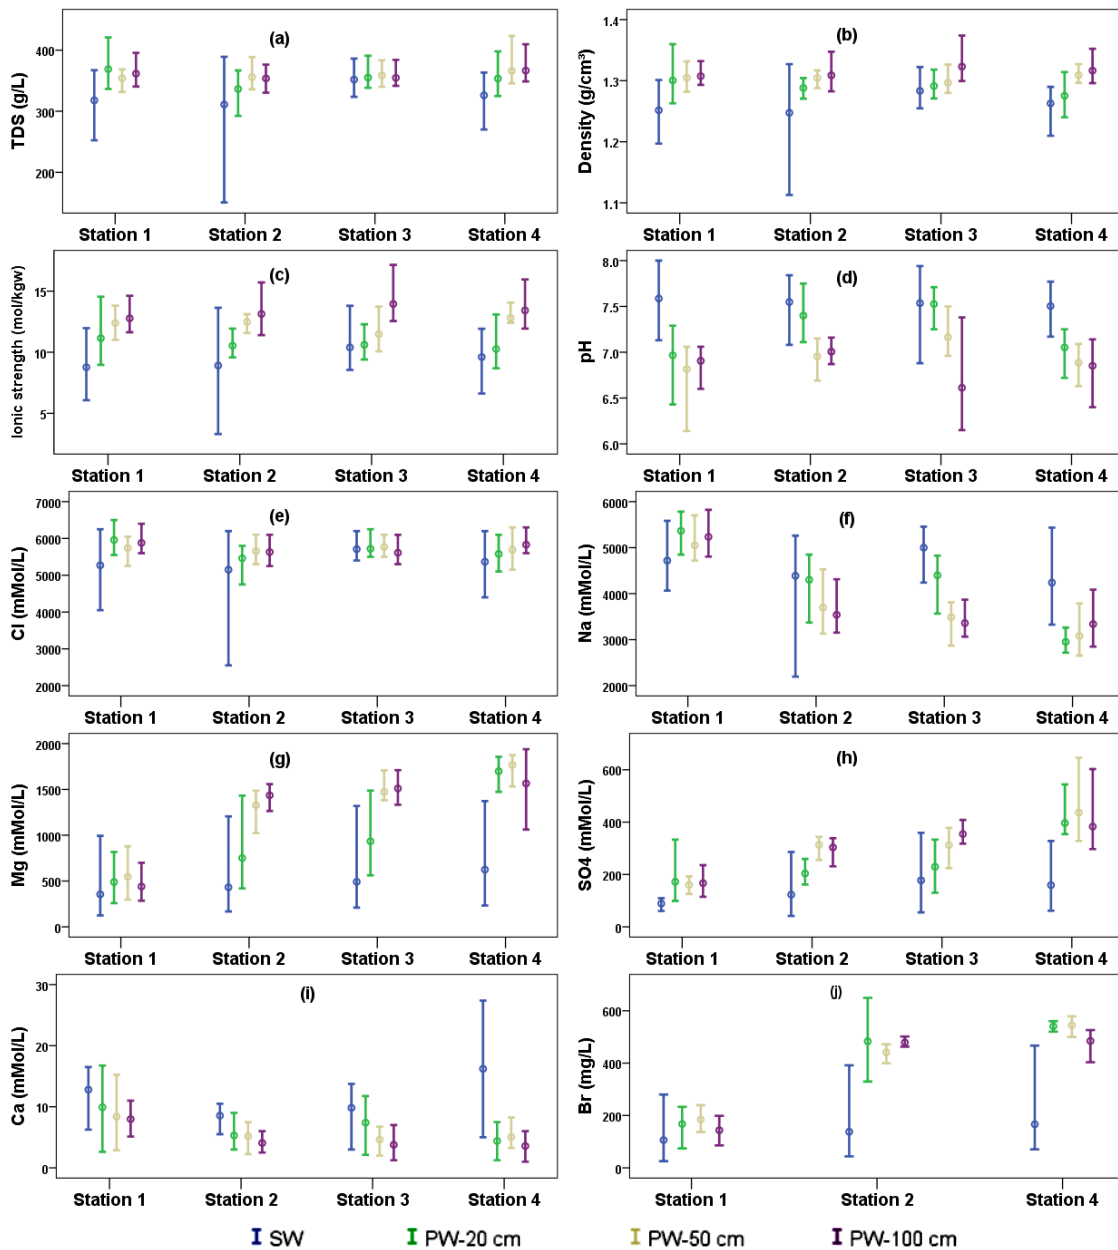 (a)
TDS (g/L)
400
300
200
Station 1 Station 2 Station 3 Station 4
(b)
Density (g/cm³)
1.4
1.3
1.2
1.1
Station 1 Station 2 Station 3 Station 4
(c)
Ionic strength (mol/kgw)
15
10
5
Station 1 Station 2 Station 3 Station 4
(d)
pH
8.0
7.5
7.0
6.5
6.0
Station 1 Station 2 Station 3 Station 4
(e)
Cl (mMol/L)
7000
6000
5000
4000
3000
2000
Station 1 Station 2 Station 3 Station 4
(f)
Na (mMol/L)
6000
5000
4000
3000
2000
Station 1 Station 2 Station 3 Station 4
(g)
Mg (mMol/L)
2000
1500
1000
500
0
Station 1 Station 2 Station 3 Station 4
(h)
SO4 (mMol/L)
600
400
200
0
Station 1 Station 2 Station 3 Station 4
(i)
Ca (mMol/L)
30
20
10
0
Station 1 Station 2 Station 3 Station 4
(j)
Br (mg/L)
600
400
200
0
Station 1 Station 2 Station 4
SW PW-20 cm PW-50 cm PW-100 cm